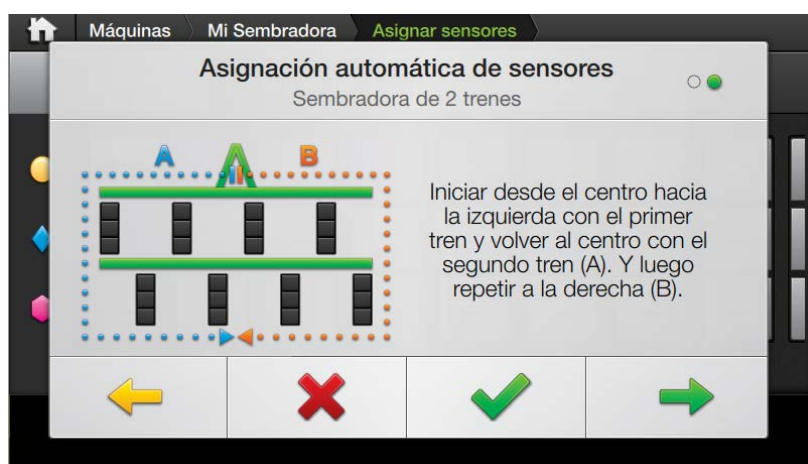 Máquinas Mi Sembradora Asignar sensores
Asignación automática de sensores
Sembradora de 2 trenes
A B
Iniciar desde el centro hacia
la izquierda con el primer
tren y volver al centro con el
segundo tren (A). Y luego
repetir a la derecha (B).